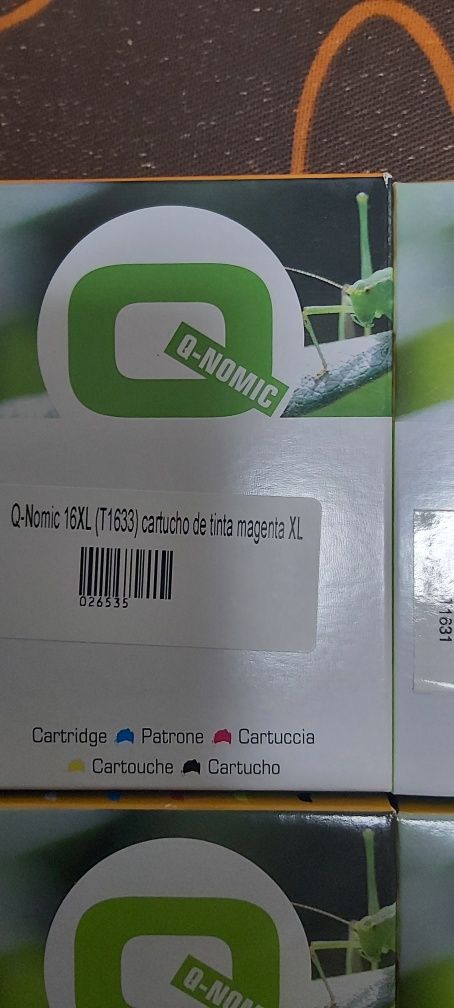 Q-NOMIC
Q-Nomic 16XL (T1633) cartucho de tinta magenta XL
026535
Cartridge Patrone Cartuccia
Cartouche Cartucho
T1631
Q-NOM